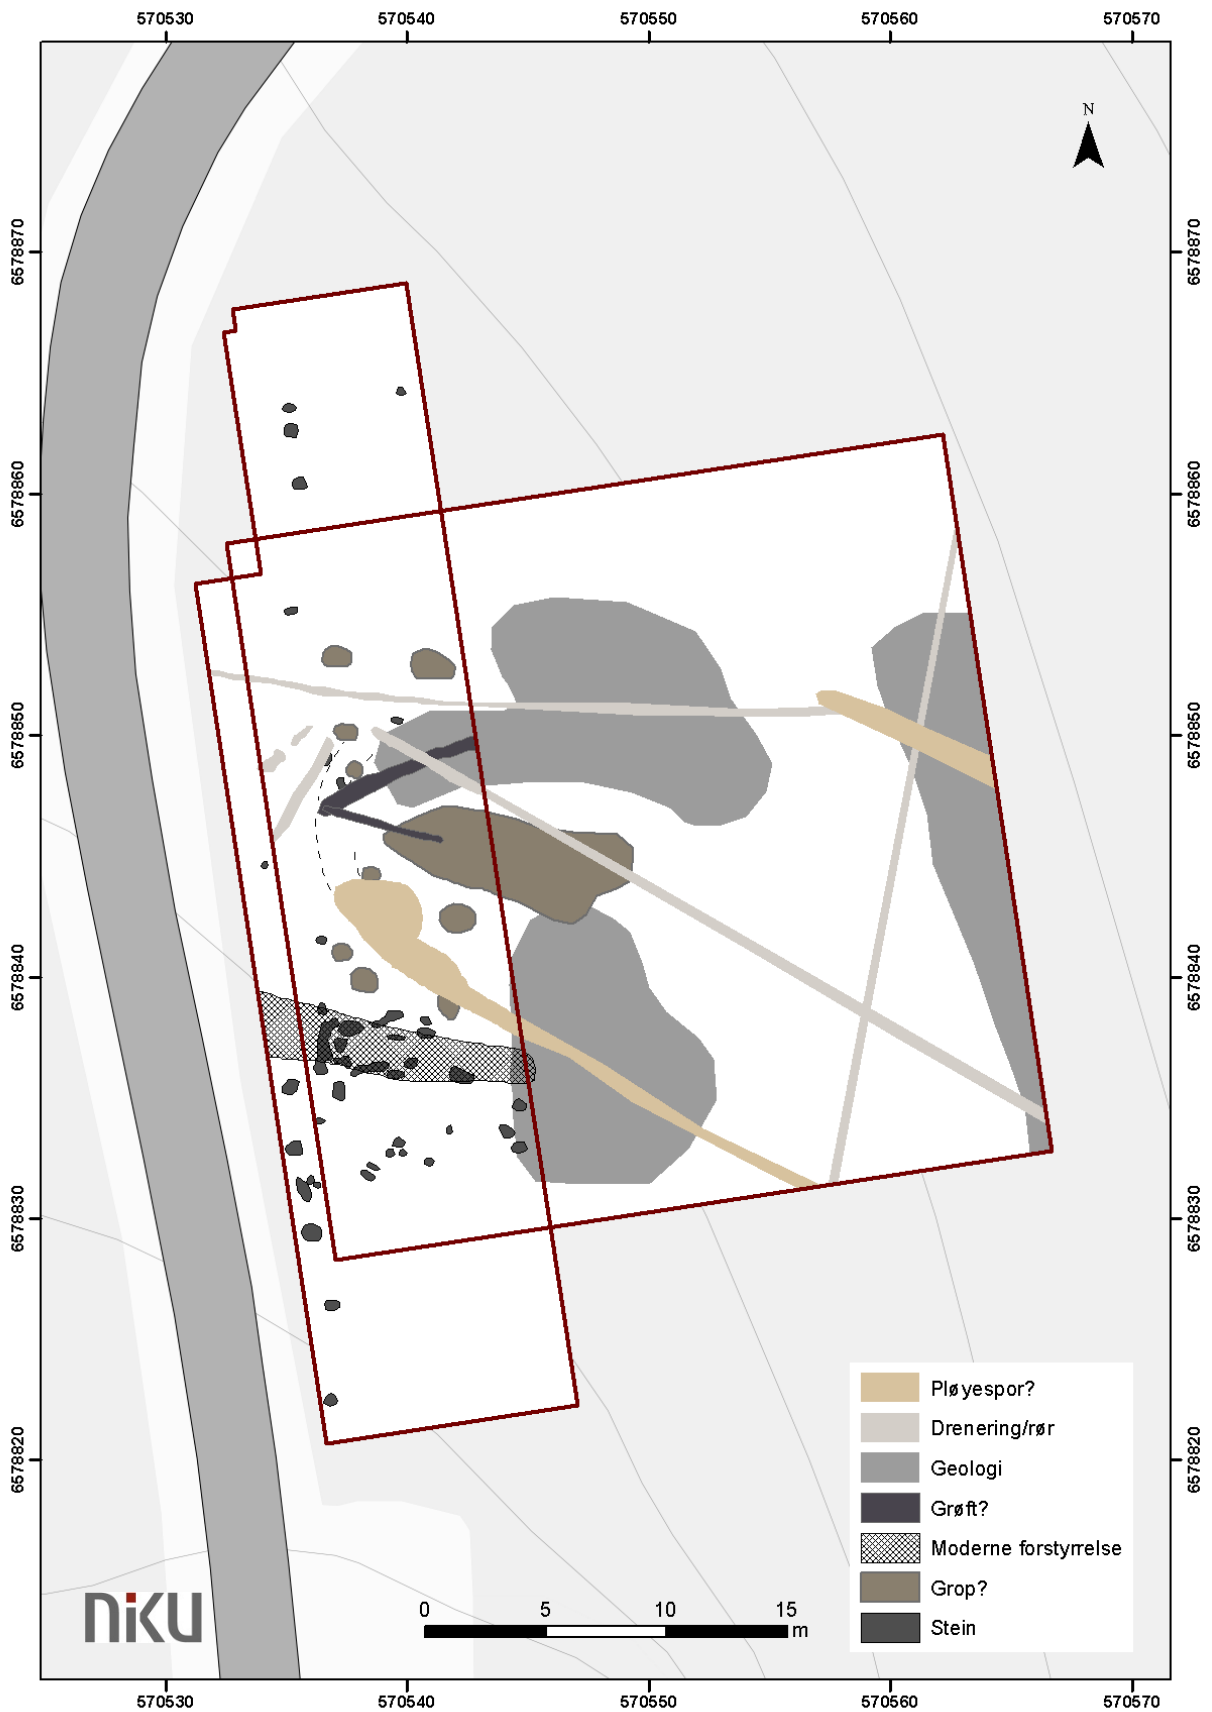 570530 570540 570550 570560 570570
N
6578870 6578870
6578860 6578860
6578850 6578850
6578840 6578840
6578830 6578830
6578820 6578820
Pløyespor?
Drenering/rør
Geologi
Grøft?
Moderne forstyrrelse
Grop?
Stein
niku
0 5 10 15
m
570530 570540 570550 570560 570570